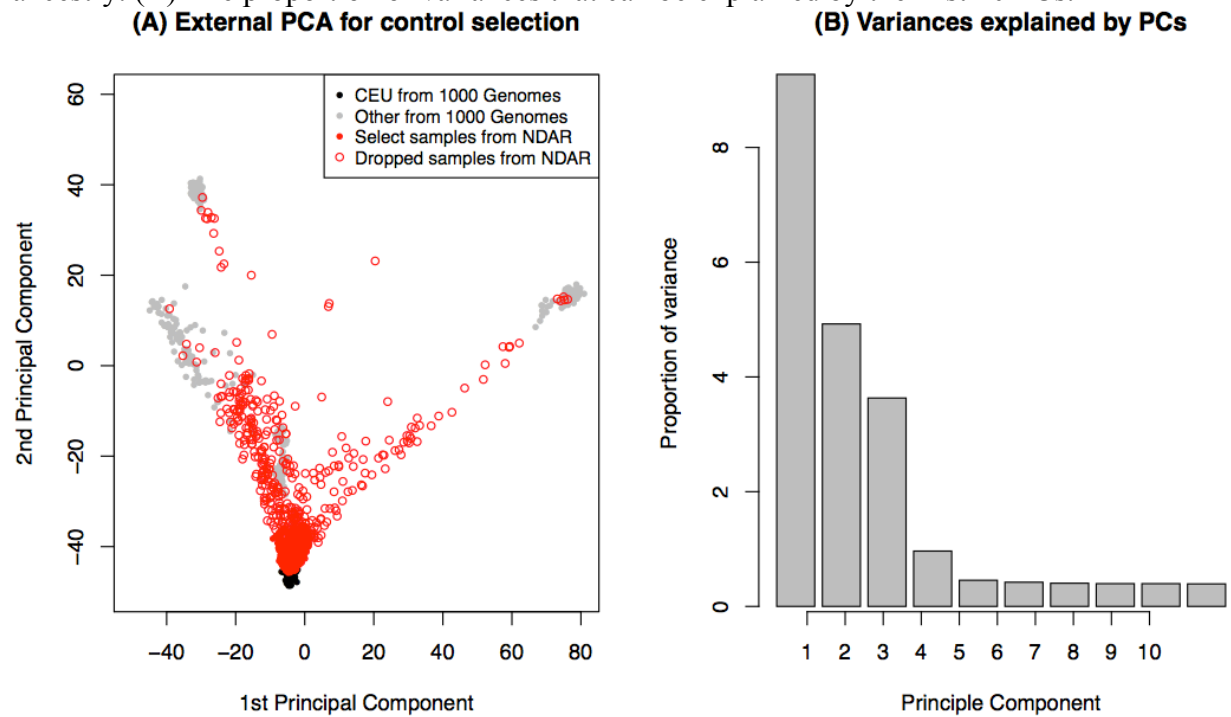 (A) External PCA for control selection
(B) Variances explained by PCs
CEU from 1000 Genomes
Other from 1000 Genomes
Select samples from NDAR
Dropped samples from NDAR
2nd Principal Component
60
40
20
0
−20
−40
−40 −20 0 20 40 60 80
1st Principal Component
Proportion of variance
8
6
4
2
0
1 2 3 4 5 6 7 8 9 10
Principle Component